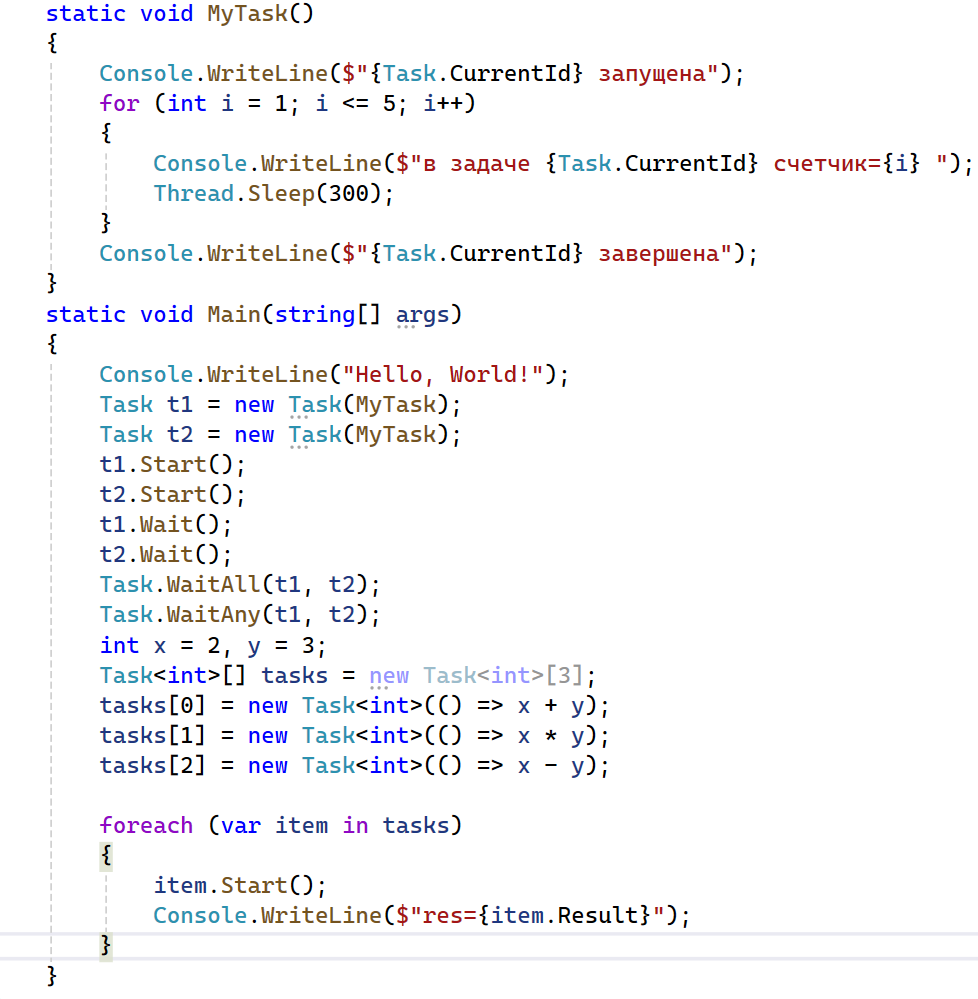 static void MyTask()
{
    Console.WriteLine($"{Task.CurrentId} запущена");
    for (int i = 1; i <= 5; i++)
    {
        Console.WriteLine($"в задаче {Task.CurrentId} счетчик={i} ");
        Thread.Sleep(300);
    }
    Console.WriteLine($"{Task.CurrentId} завершена");
}
static void Main(string[] args)
{
    Console.WriteLine("Hello, World!");
    Task t1 = new Task(MyTask);
    Task t2 = new Task(MyTask);
    t1.Start();
    t2.Start();
    t1.Wait();
    t2.Wait();
    Task.WaitAll(t1, t2);
    Task.WaitAny(t1, t2);
    int x = 2, y = 3;
    Task<int>[] tasks = new Task<int>[3];
    tasks[0] = new Task<int>(() => x + y);
    tasks[1] = new Task<int>(() => x * y);
    tasks[2] = new Task<int>(() => x - y);

    foreach (var item in tasks)
    {
        item.Start();
        Console.WriteLine($"res={item.Result}");
    }
}